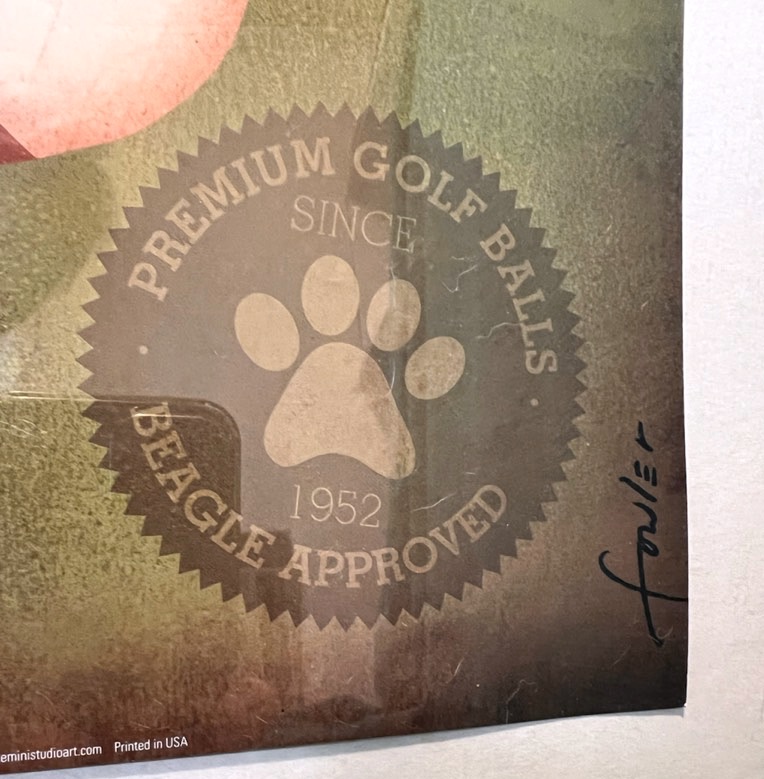 PREMIUM GOLF BALLS
SINCE
1952
BEAGLE APPROVED
fowler
eministudioart.com Printed in USA